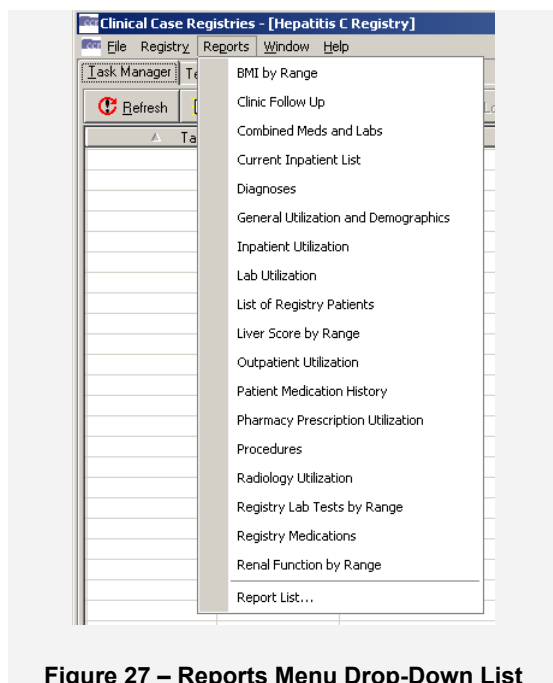 Clinical Case Registries - [Hepatitis C Registry]
File Registry Reports Window Help
Task Manager
Refresh
BMI by Range
Clinic Follow Up
Combined Meds and Labs
Current Inpatient List
Diagnoses
General Utilization and Demographics
Inpatient Utilization
Lab Utilization
List of Registry Patients
Liver Score by Range
Outpatient Utilization
Patient Medication History
Pharmacy Prescription Utilization
Procedures
Radiology Utilization
Registry Lab Tests by Range
Registry Medications
Renal Function by Range
Report List...
Figure 27 – Reports Menu Drop-Down List